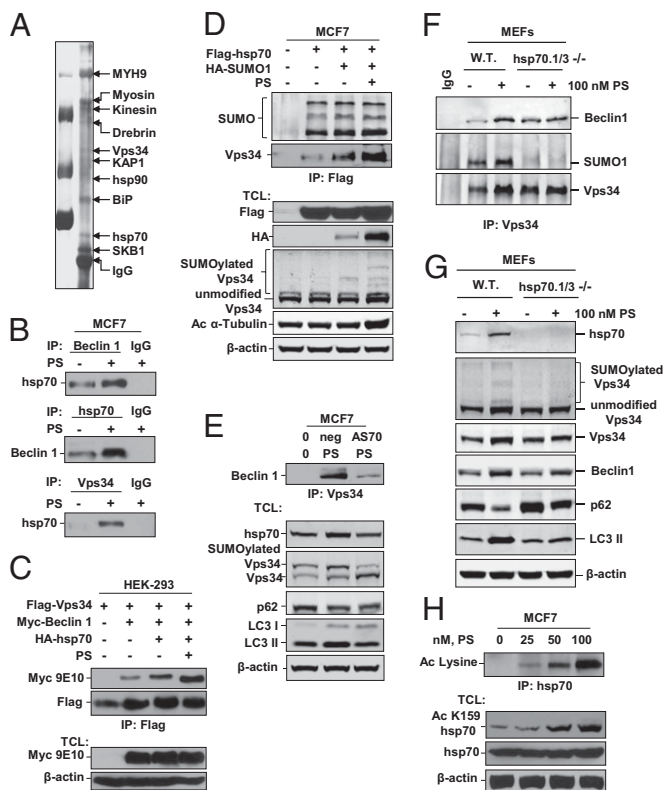 A
MYH9
Myosin
Kinesin
Drebrin
Vps34
KAP1
hsp90
BiP
hsp70
SKB1
IgG
B
MCF7
IP: Beclin 1 IgG
PS - + +
hsp70
IP: hsp70 IgG
PS - + +
Beclin 1
IP: Vps34 IgG
PS - + +
hsp70
C
HEK-293
Flag-Vps34 + + + +
Myc-Beclin 1 - + + +
HA-hsp70 - - + +
PS - - - +
Myc 9E10
Flag
IP: Flag
TCL:
Myc 9E10
β-actin
D
MCF7
Flag-hsp70 - + + +
HA-SUMO1 - - + +
PS - - - +
SUMO
Vps34
IP: Flag
TCL:
Flag
HA
SUMOylated
Vps34
unmodified
Vps34
Ac α-Tubulin
β-actin
E
MCF7
0 neg AS70
0 PS PS
Beclin 1
IP: Vps34
TCL:
hsp70
SUMOylated
Vps34
Vps34
p62
LC3 I
LC3 II
β-actin
F
MEFs
IgG W.T. hsp70.1/3 -/-
- + - + 100 nM PS
Beclin1
SUMO1
Vps34
IP: Vps34
G
MEFs
W.T. hsp70.1/3 -/-
- + - + 100 nM PS
hsp70
SUMOylated
Vps34
unmodified
Vps34
Vps34
Beclin1
p62
LC3 II
β-actin
H
MCF7
nM, PS 0 25 50 100
Ac Lysine
IP: hsp70
TCL:
Ac K159
hsp70
hsp70
β-actin